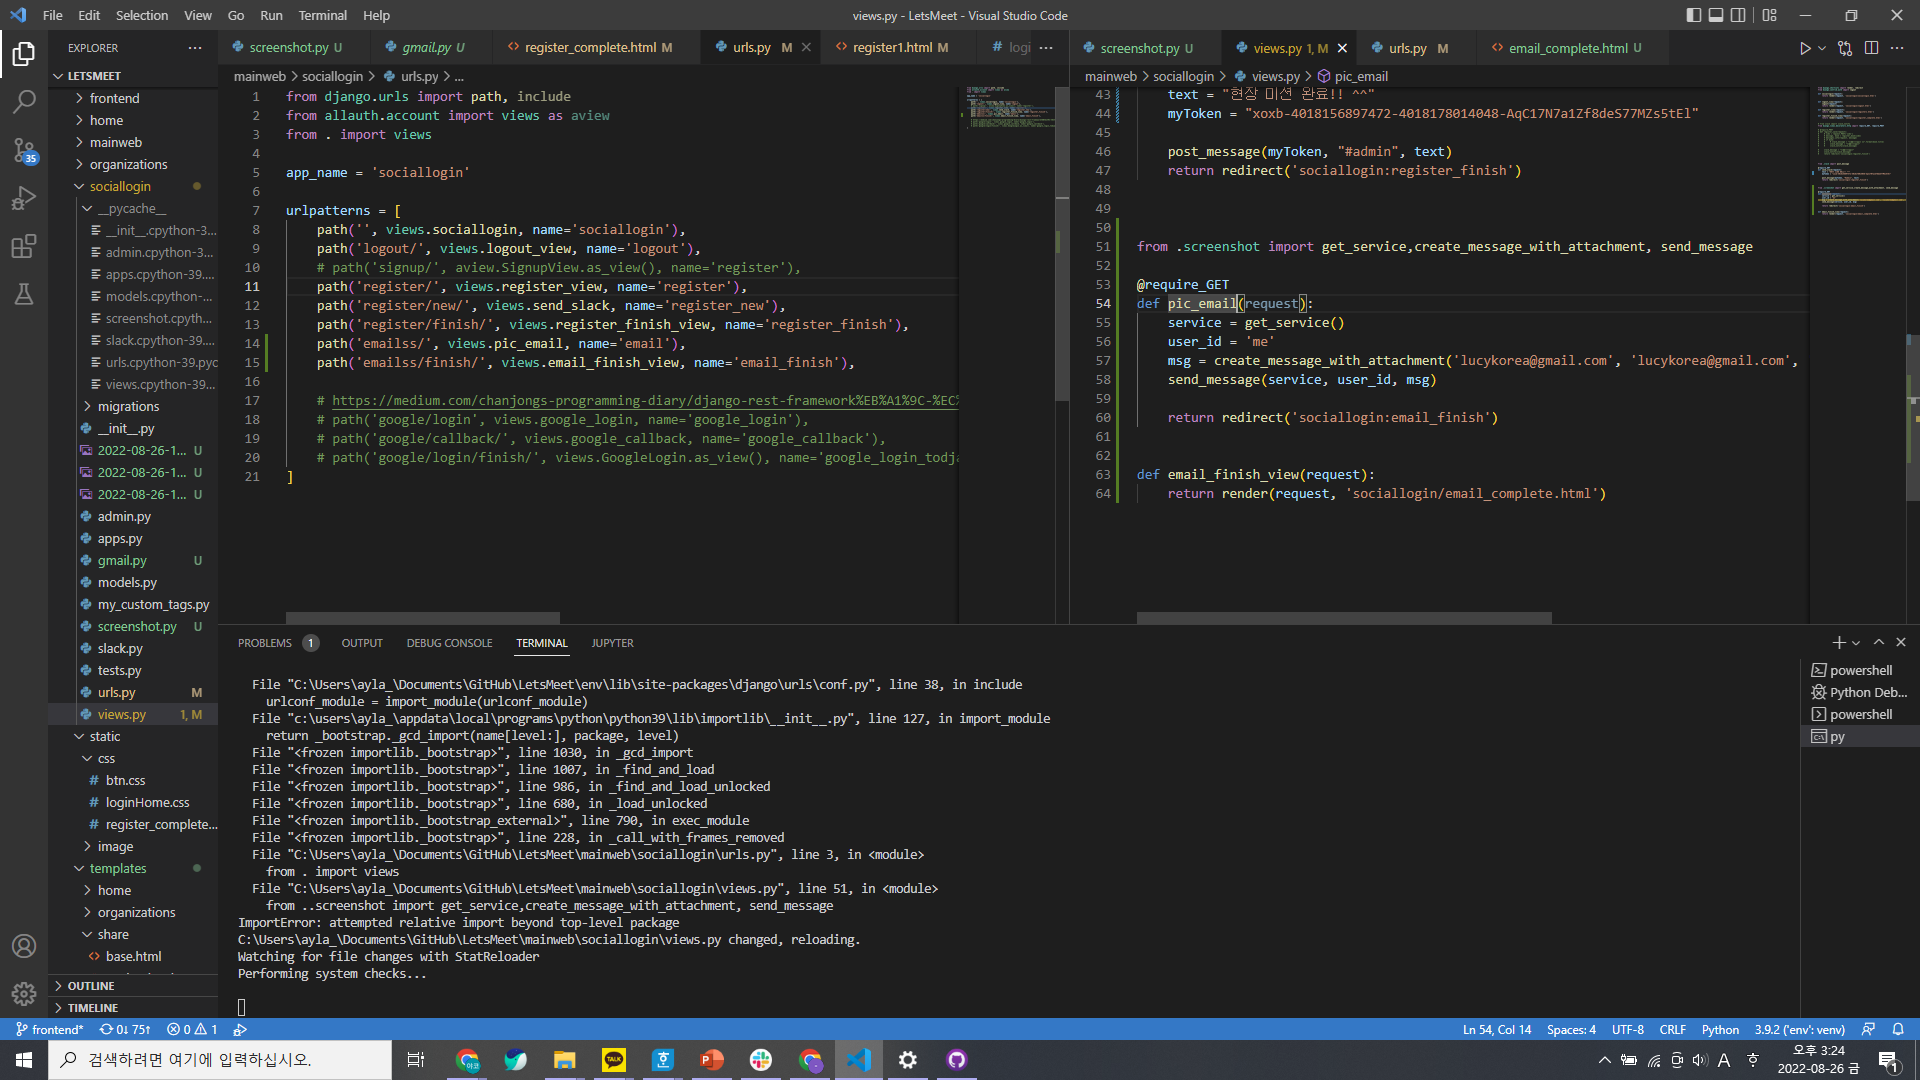 File Edit Selection View Go Run Terminal Help
views.py - LetsMeet - Visual Studio Code
EXPLORER
LETSMEET
frontend
home
mainweb
organizations
sociallogin
__pycache__
__init__.cpython-3...
admin.cpython-3...
apps.cpython-39....
models.cpython-...
screenshot.cpyth...
slack.cpython-39....
urls.cpython-39.pyc
views.cpython-39...
migrations
__init__.py
2022-08-26-1... U
2022-08-26-1... U
2022-08-26-1... U
admin.py
apps.py
gmail.py U
models.py
my_custom_tags.py
screenshot.py U
slack.py
tests.py
urls.py M
views.py 1, M
static
css
btn.css
loginHome.css
register_complete...
image
templates
home
organizations
share
base.html
OUTLINE
TIMELINE
screenshot.py U
gmail.py U
register_complete.html M
urls.py M
register1.html M
logi
mainweb > sociallogin > urls.py > ...
1 from django.urls import path, include
2 from allauth.account import views as aview
3 from . import views
4
5 app_name = 'sociallogin'
6
7 urlpatterns = [
8 path('', views.sociallogin, name='sociallogin'),
9 path('logout/', views.logout_view, name='logout'),
10 # path('signup/', aview.SignupView.as_view(), name='register'),
11 path('register/', views.register_view, name='register'),
12 path('register/new/', views.send_slack, name='register_new'),
13 path('register/finish/', views.register_finish_view, name='register_finish'),
14 path('emailss/', views.pic_email, name='email'),
15 path('emailss/finish/', views.email_finish_view, name='email_finish'),
16
17 # https://medium.com/chanjongs-programming-diary/django-rest-framework%EB%A1%9C-%EC%
18 # path('google/login', views.google_login, name='google_login'),
19 # path('google/callback/', views.google_callback, name='google_callback'),
20 # path('google/login/finish/', views.GoogleLogin.as_view(), name='google_login_todja
21 ]
screenshot.py U
views.py 1, M
urls.py M
email_complete.html U
mainweb > sociallogin > views.py > pic_email
43 text = "현장 미션 완료!! ^^"
44 myToken = "xoxb-4018156897472-4018178014048-AqC17N7a1Zf8deS77MZs5tEl"
45
46 post_message(myToken, "#admin", text)
47 return redirect('sociallogin:register_finish')
48
49
50
51 from .screenshot import get_service,create_message_with_attachment, send_message
52
53 @require_GET
54 def pic_email(request):
55 service = get_service()
56 user_id = 'me'
57 msg = create_message_with_attachment('lucykorea@gmail.com', 'lucykorea@gmail.com',
58 send_message(service, user_id, msg)
59
60 return redirect('sociallogin:email_finish')
61
62
63 def email_finish_view(request):
64 return render(request, 'sociallogin/email_complete.html')
PROBLEMS 1 OUTPUT DEBUG CONSOLE TERMINAL JUPYTER
File "C:\Users\ayla_\Documents\GitHub\LetsMeet\env\lib\site-packages\django\urls\conf.py", line 38, in include
urlconf_module = import_module(urlconf_module)
File "c:\users\ayla_\appdata\local\programs\python\python39\lib\importlib\__init__.py", line 127, in import_module
return _bootstrap._gcd_import(name[level:], package, level)
File "<frozen importlib._bootstrap>", line 1030, in _gcd_import
File "<frozen importlib._bootstrap>", line 1007, in _find_and_load
File "<frozen importlib._bootstrap>", line 986, in _find_and_load_unlocked
File "<frozen importlib._bootstrap>", line 680, in _load_unlocked
File "<frozen importlib._bootstrap_external>", line 790, in exec_module
File "<frozen importlib._bootstrap>", line 228, in _call_with_frames_removed
File "C:\Users\ayla_\Documents\GitHub\LetsMeet\mainweb\sociallogin\urls.py", line 3, in <module>
from . import views
File "C:\Users\ayla_\Documents\GitHub\LetsMeet\mainweb\sociallogin\views.py", line 51, in <module>
from ..screenshot import get_service,create_message_with_attachment, send_message
ImportError: attempted relative import beyond top-level package
C:\Users\ayla_\Documents\GitHub\LetsMeet\mainweb\sociallogin\views.py changed, reloading.
Watching for file changes with StatReloader
Performing system checks...
powershell
Python Deb...
powershell
py
35
frontend* 0↓ 75↑ 0 1
Ln 54, Col 14 Spaces: 4 UTF-8 CRLF Python 3.9.2 ('env': venv)
검색하려면 여기에 입력하십시오.
TALK
A
오후 3:24
2022-08-26 금
1